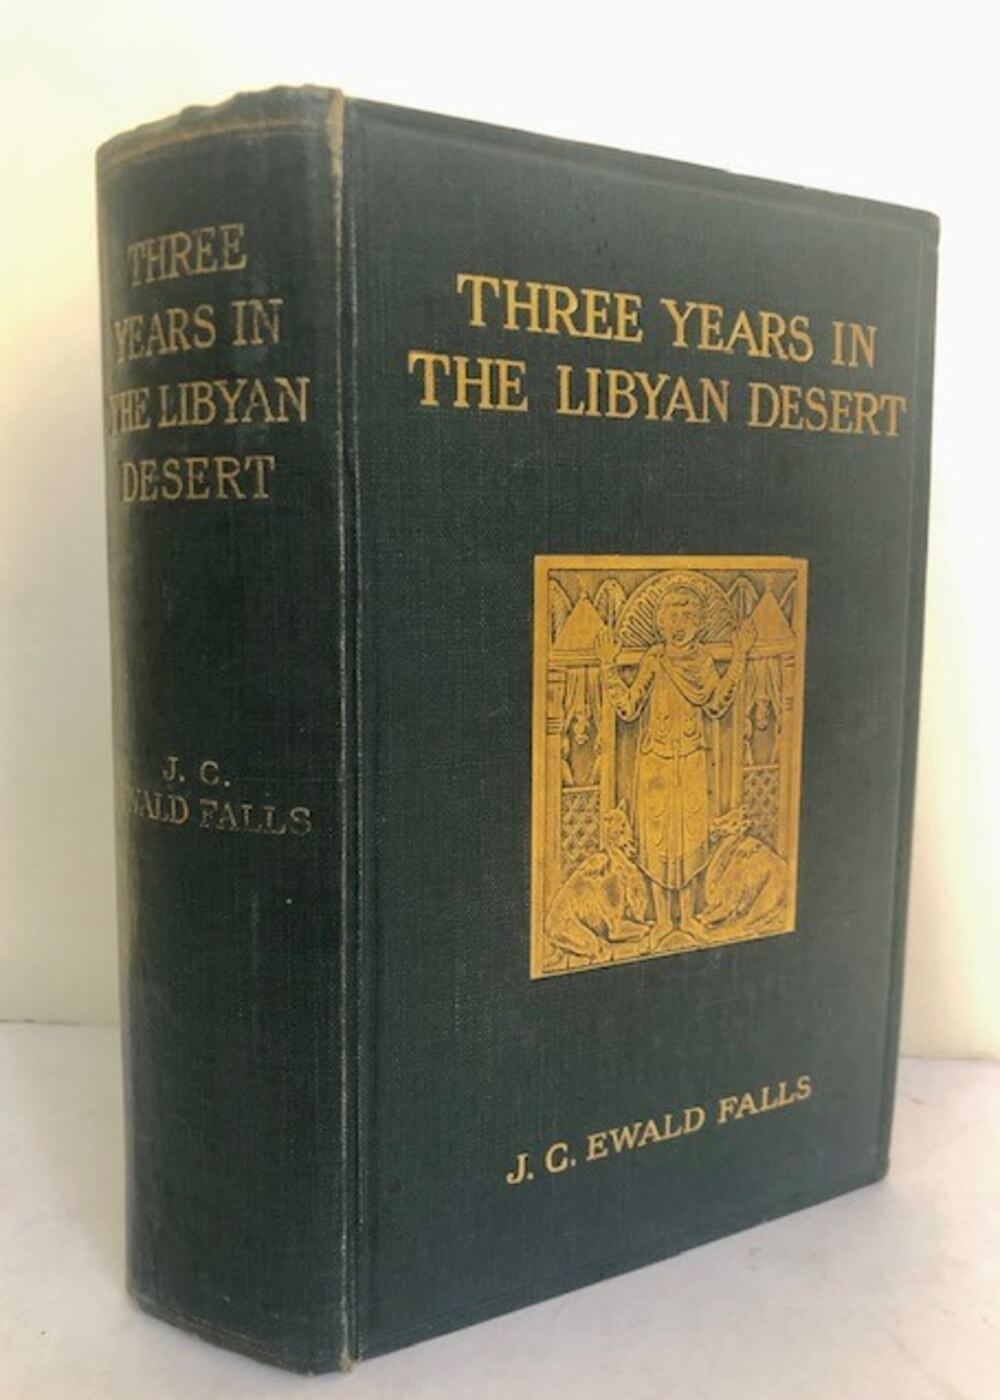 THREE
YEARS IN
THE LIBYAN
DESERT
J. C.
EWALD FALLS
THREE YEARS IN
THE LIBYAN DESERT
J. C. EWALD FALLS